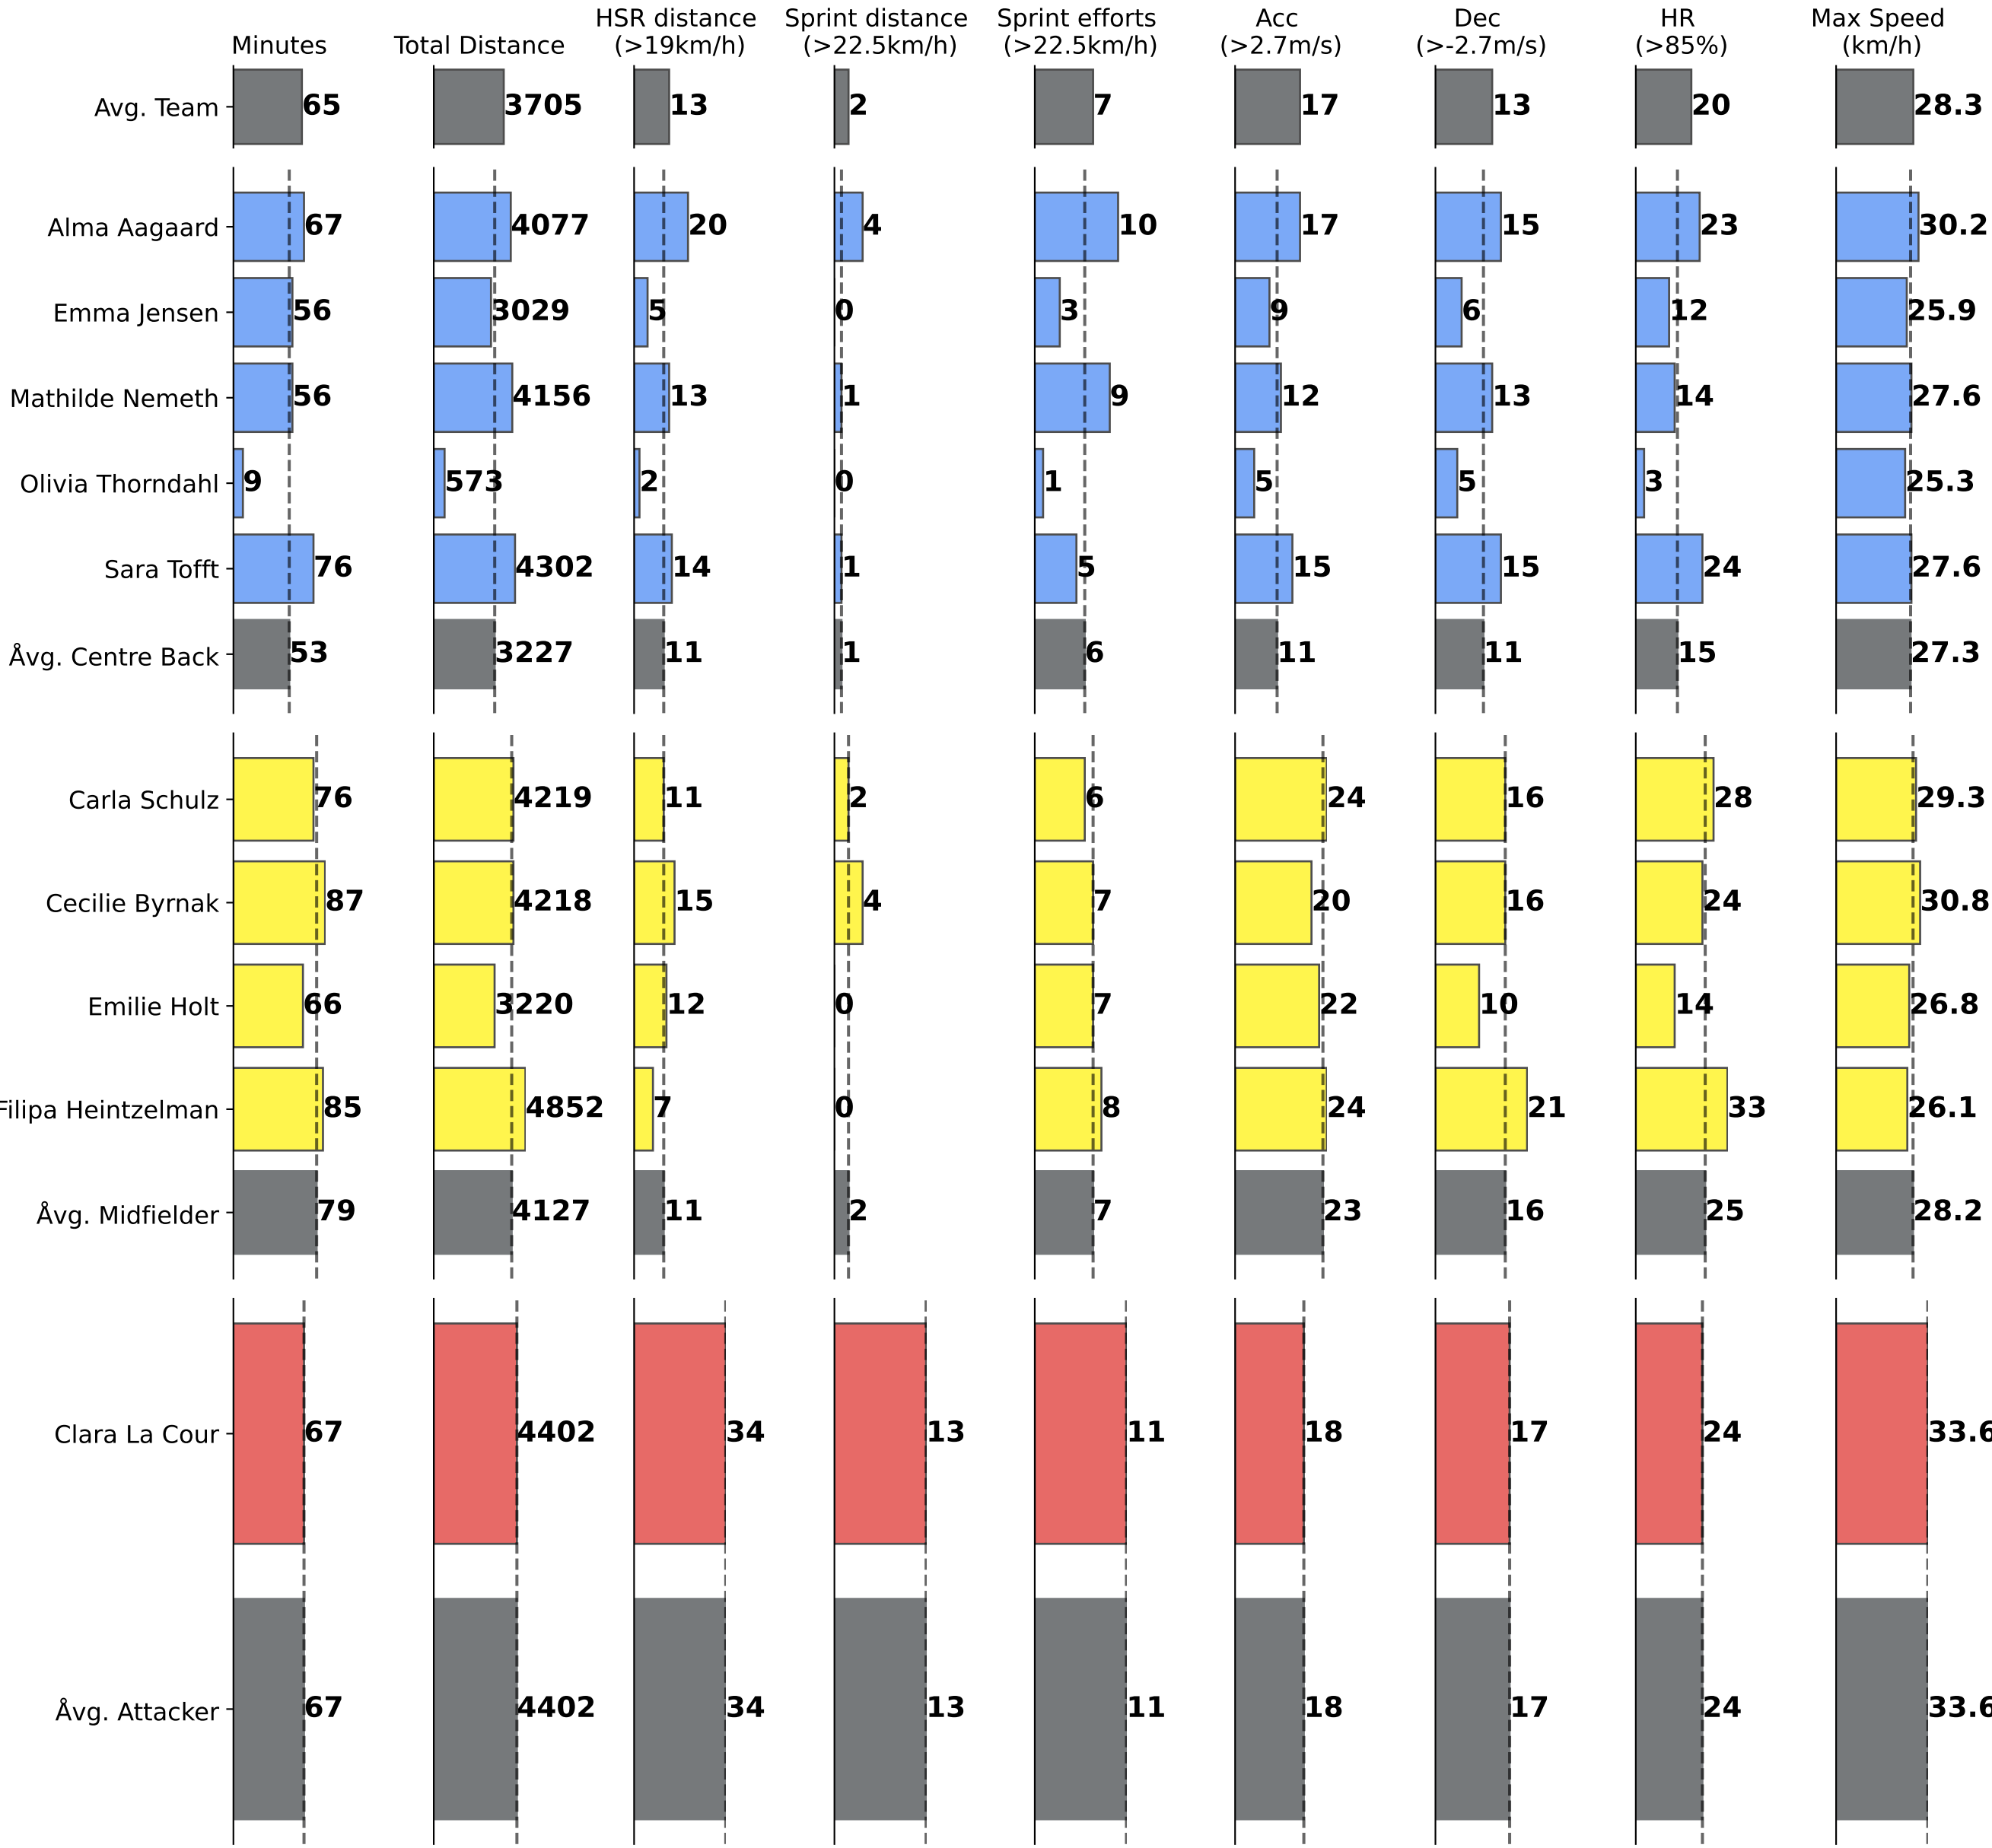 HSR distance Sprint distance Sprint efforts Acc Dec HR Max Speed
Minutes Total Distance (>19km/h) (>22.5km/h) (>22.5km/h) (>2.7m/s) (>-2.7m/s) (>85%) (km/h)
Avg. Team 65 3705 13 2 7 17 13 20 28.3
Alma Aagaard 67 4077 20 4 10 17 15 23 30.2
Emma Jensen 56 3029 5 0 3 9 6 12 25.9
Mathilde Nemeth 56 4156 13 1 9 12 13 14 27.6
Olivia Thorndahl 9 573 2 0 1 5 5 3 25.3
Sara Tofft 76 4302 14 1 5 15 15 24 27.6
Åvg. Centre Back 53 3227 11 1 6 11 11 15 27.3
Carla Schulz 76 4219 11 2 6 24 16 28 29.3
Cecilie Byrnak 87 4218 15 4 7 20 16 24 30.8
Emilie Holt 66 3220 12 0 7 22 10 14 26.8
Filipa Heintzelman 85 4852 7 0 8 24 21 33 26.1
Åvg. Midfielder 79 4127 11 2 7 23 16 25 28.2
Clara La Cour 67 4402 34 13 11 18 17 24 33.6
Åvg. Attacker 67 4402 34 13 11 18 17 24 33.6